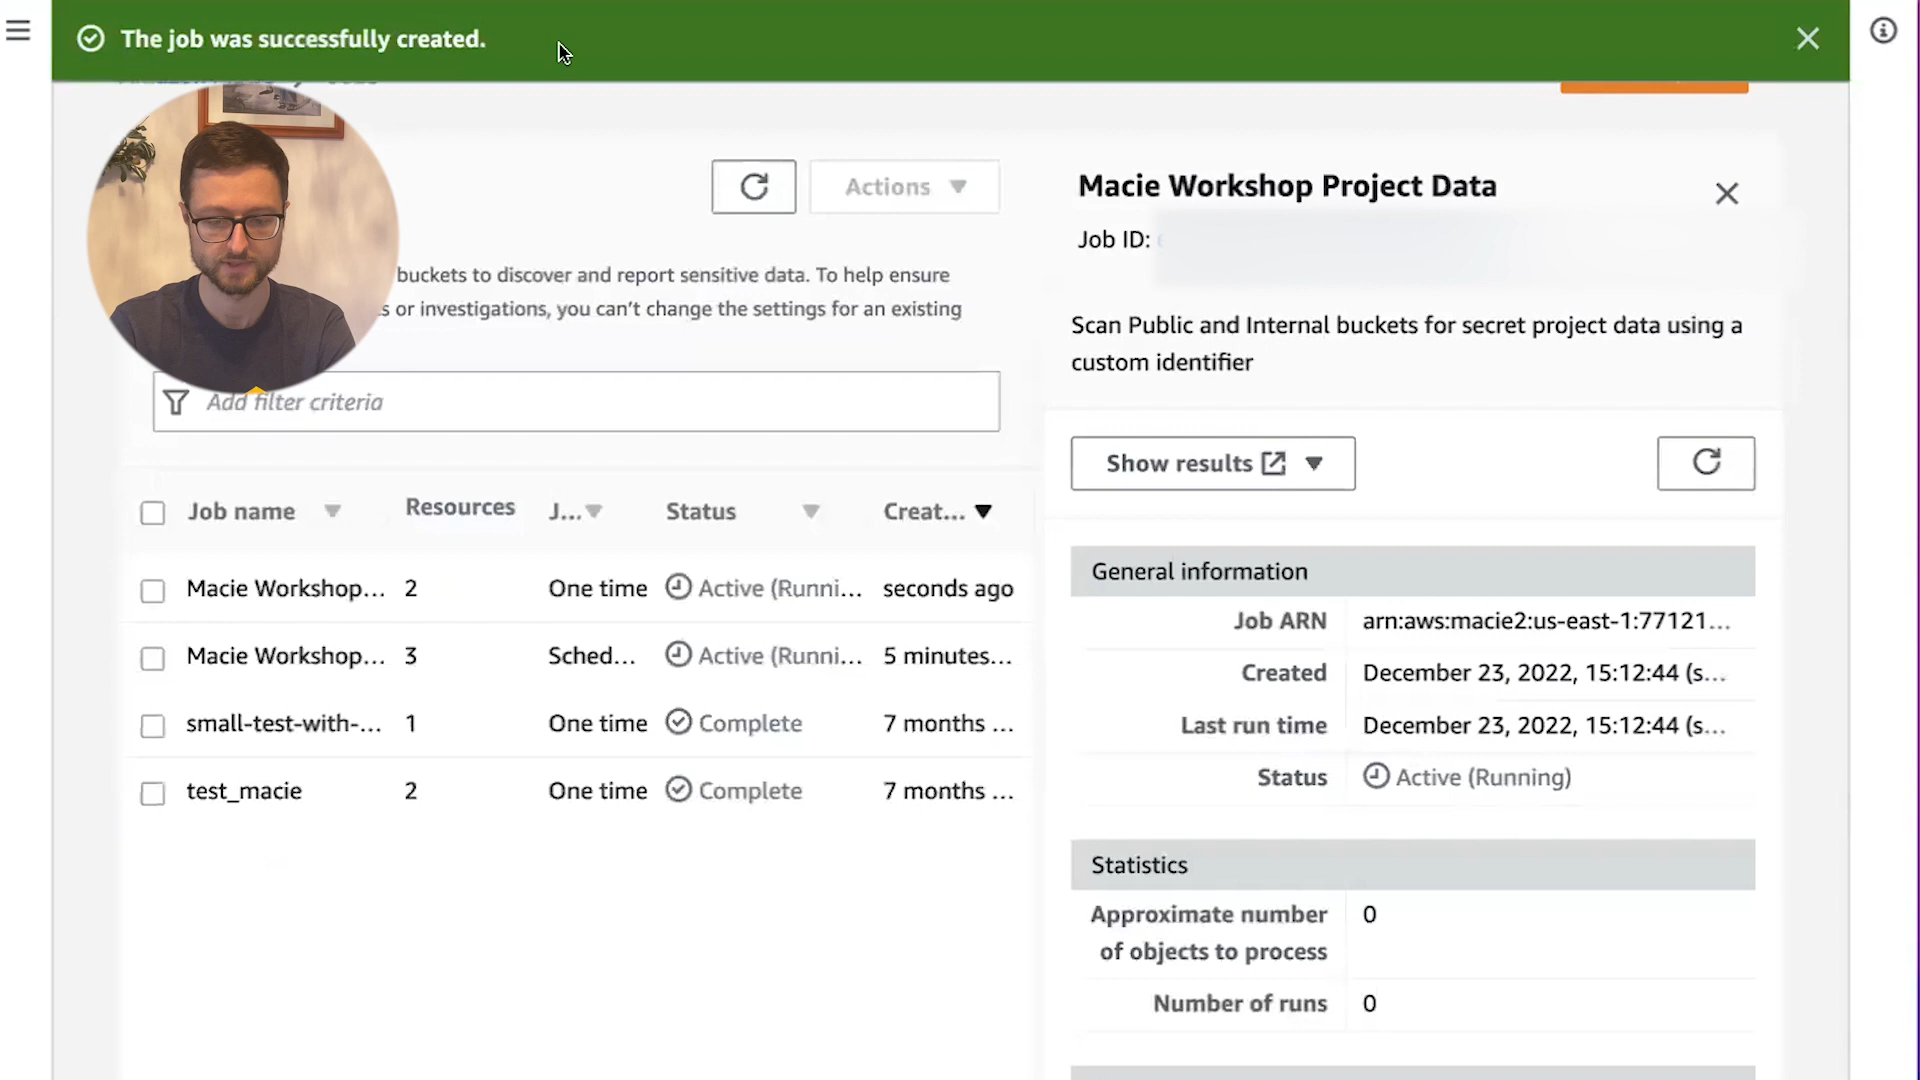 The job was successfully created.
Actions
buckets to discover and report sensitive data. To help ensure
s or investigations, you can't change the settings for an existing
Add filter criteria
Job name Resources J... Status Creat...
Macie Workshop... 2 One time Active (Runni... seconds ago
Macie Workshop... 3 Sched... Active (Runni... 5 minutes...
small-test-with-... 1 One time Complete 7 months ...
test_macie 2 One time Complete 7 months ...
Macie Workshop Project Data
Job ID:
Scan Public and Internal buckets for secret project data using a
custom identifier
Show results
General information
Job ARN arn:aws:macie2:us-east-1:77121...
Created December 23, 2022, 15:12:44 (s...
Last run time December 23, 2022, 15:12:44 (s...
Status Active (Running)
Statistics
Approximate number 0
of objects to process
Number of runs 0